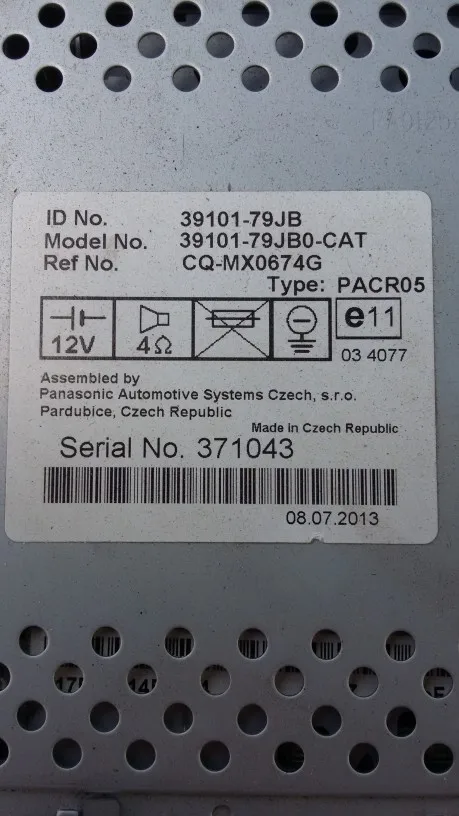 ID No. 39101-79JB
Model No. 39101-79JB0-CAT
Ref No. CQ-MX0674G
Type: PACR05
12V 4Ω e11
03 4077
Assembled by
Panasonic Automotive Systems Czech, s.r.o.
Pardubice, Czech Republic
Made in Czech Republic
Serial No. 371043
08.07.2013